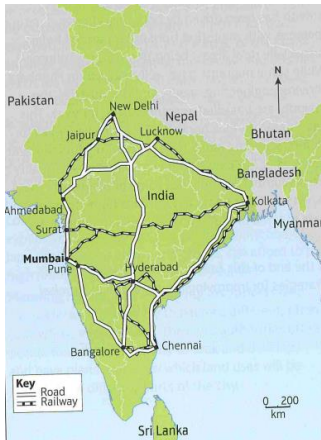 N
Pakistan
New Delhi
Nepal
Jaipur
Lucknow
Bhutan
Bangladesh
India
Ahmedabad
Kolkata
Surat
Myanmar
Mumbai
Pune
Hyderabad
Bangalore
Chennai
Key
Road
Railway
0 200
km
Sri Lanka